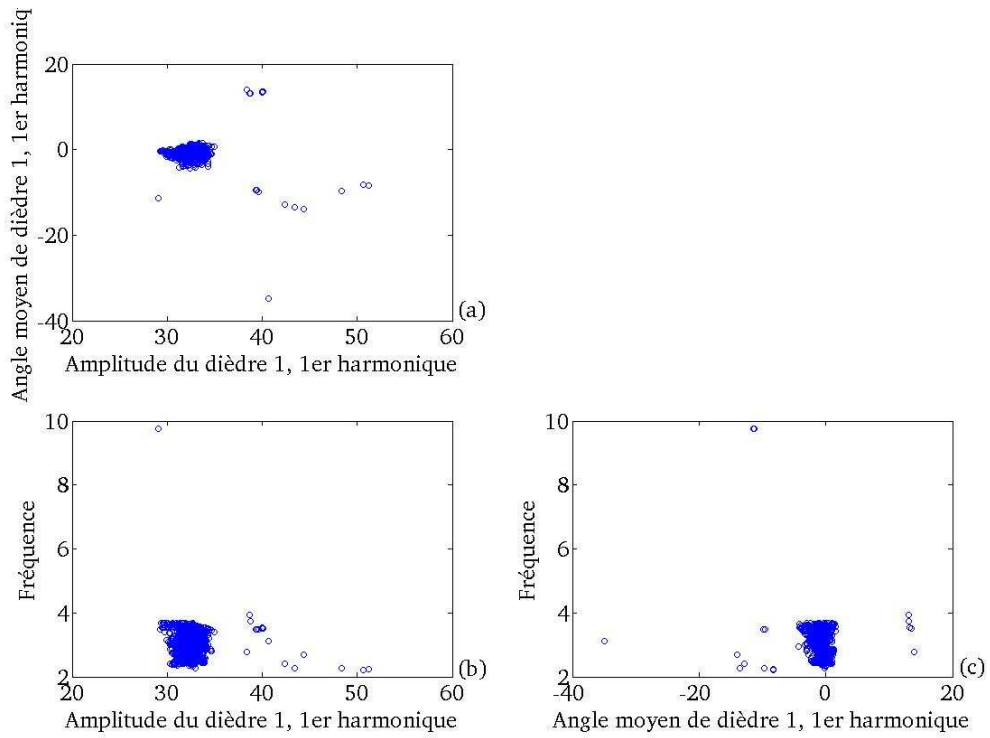 Angle moyen de dièdre 1, 1er harmoniq
20
0
-20
-40
20 30 40 50 60
(a)
Amplitude du dièdre 1, 1er harmonique
Fréquence
10
8
6
4
2
20 30 40 50 60
(b)
Amplitude du dièdre 1, 1er harmonique
Fréquence
10
8
6
4
2
-40 -20 0 20
(c)
Angle moyen de dièdre 1, 1er harmonique